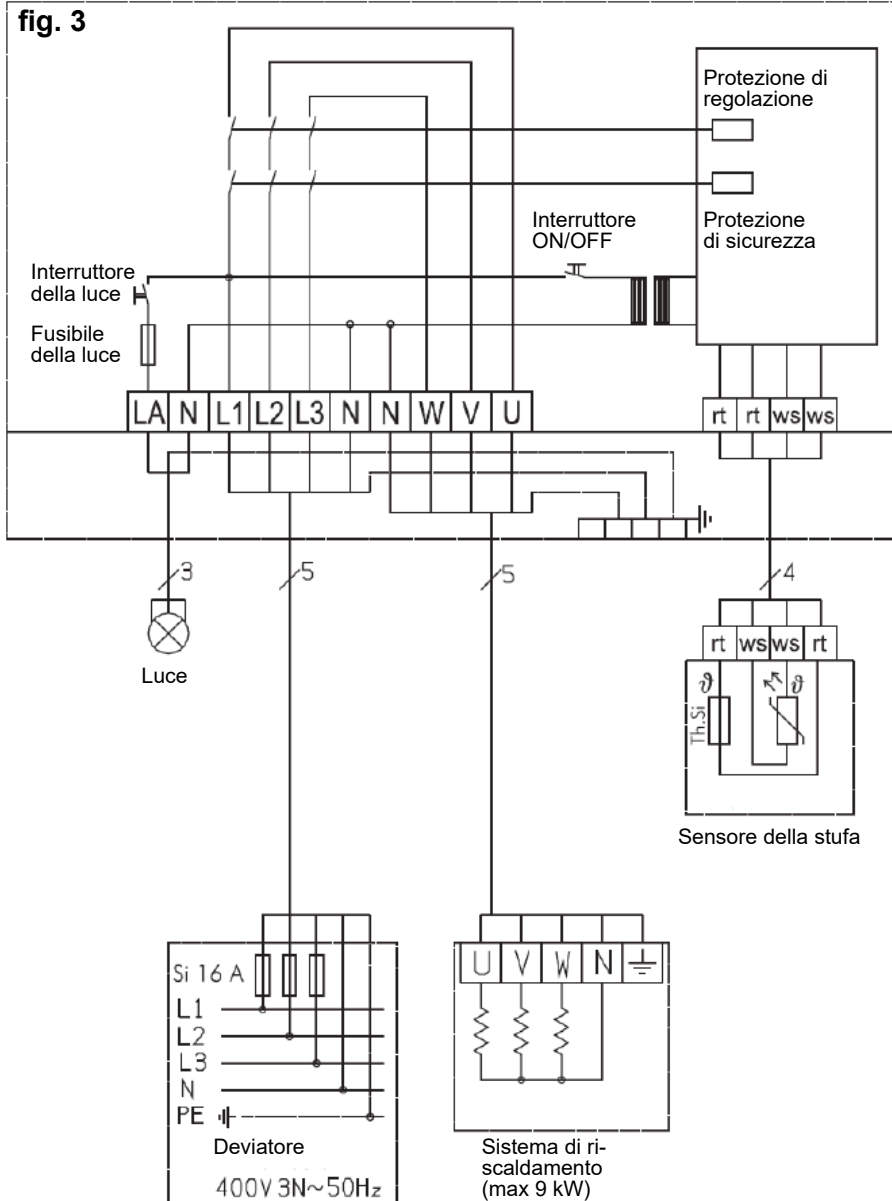 fig. 3
Protezione di
regolazione
Interruttore
ON/OFF
Protezione
di sicurezza
Interruttore
della luce
Fusibile
della luce
LA N L1 L2 L3 N N W V U
rt rt ws ws
3
5
5
4
Luce
rt ws ws rt
ϑ
ϑ
Th.Si
Sensore della stufa
Si 16 A
L1
L2
L3
N
PE
Deviatore
400V 3N~50Hz
U V W N
Sistema di ri-
scaldamento
(max 9 kW)